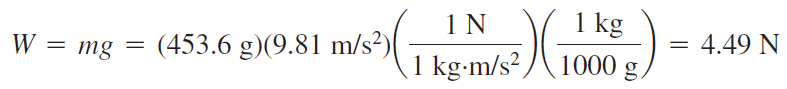 W = mg = (453.6 g)(9.81 m/s²)(1 N / 1 kg·m/s²)(1 kg / 1000 g) = 4.49 N